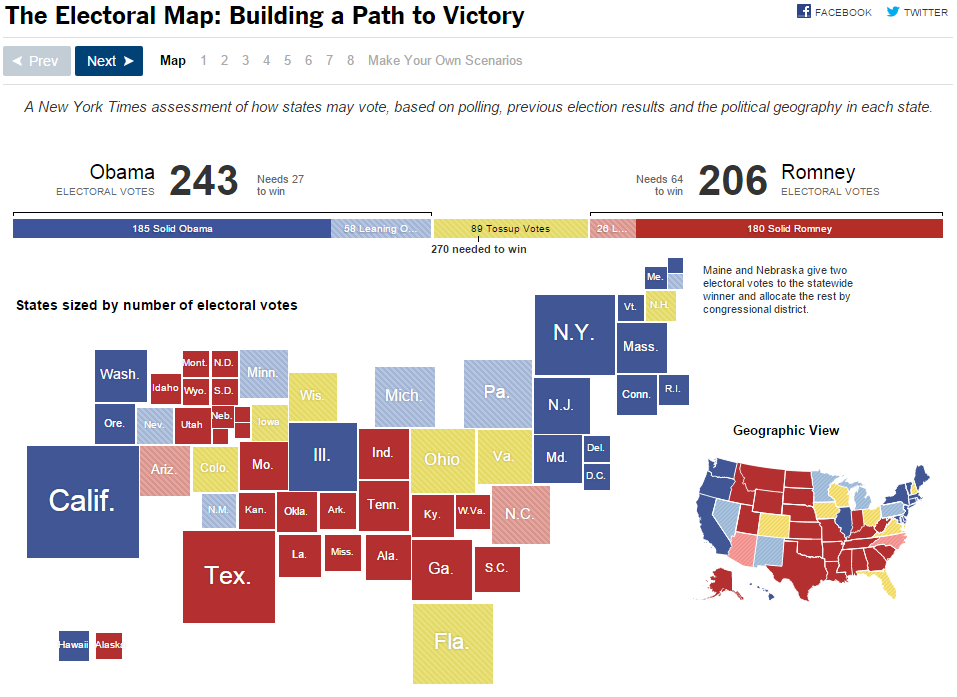 The Electoral Map: Building a Path to Victory
FACEBOOK TWITTER
◄ Prev Next ► Map 1 2 3 4 5 6 7 8 Make Your Own Scenarios
A New York Times assessment of how states may vote, based on polling, previous election results and the political geography in each state.
Obama
ELECTORAL VOTES
243
Needs 27
to win
Needs 64
to win
206
Romney
ELECTORAL VOTES
185 Solid Obama 58 Leaning O... 89 Tossup Votes 26 L... 180 Solid Romney
270 needed to win
States sized by number of electoral votes
Maine and Nebraska give two
electoral votes to the statewide
winner and allocate the rest by
congressional district.
Me.
Vt. N.H.
N.Y.
Mass.
Wash. Mont. N.D. Minn.
Idaho Wyo. S.D. Wis. Mich. Pa. N.J. Conn. R.I.
Ore. Nev. Utah Neb. Iowa
Ill. Ind. Ohio Va. Md. Del.
D.C.
Calif. Ariz. Colo. Mo.
N.M. Kan. Okla. Ark. Tenn. Ky. W.Va. N.C.
Tex. La. Miss. Ala. Ga. S.C.
Fla.
Hawaii Alaska
Geographic View